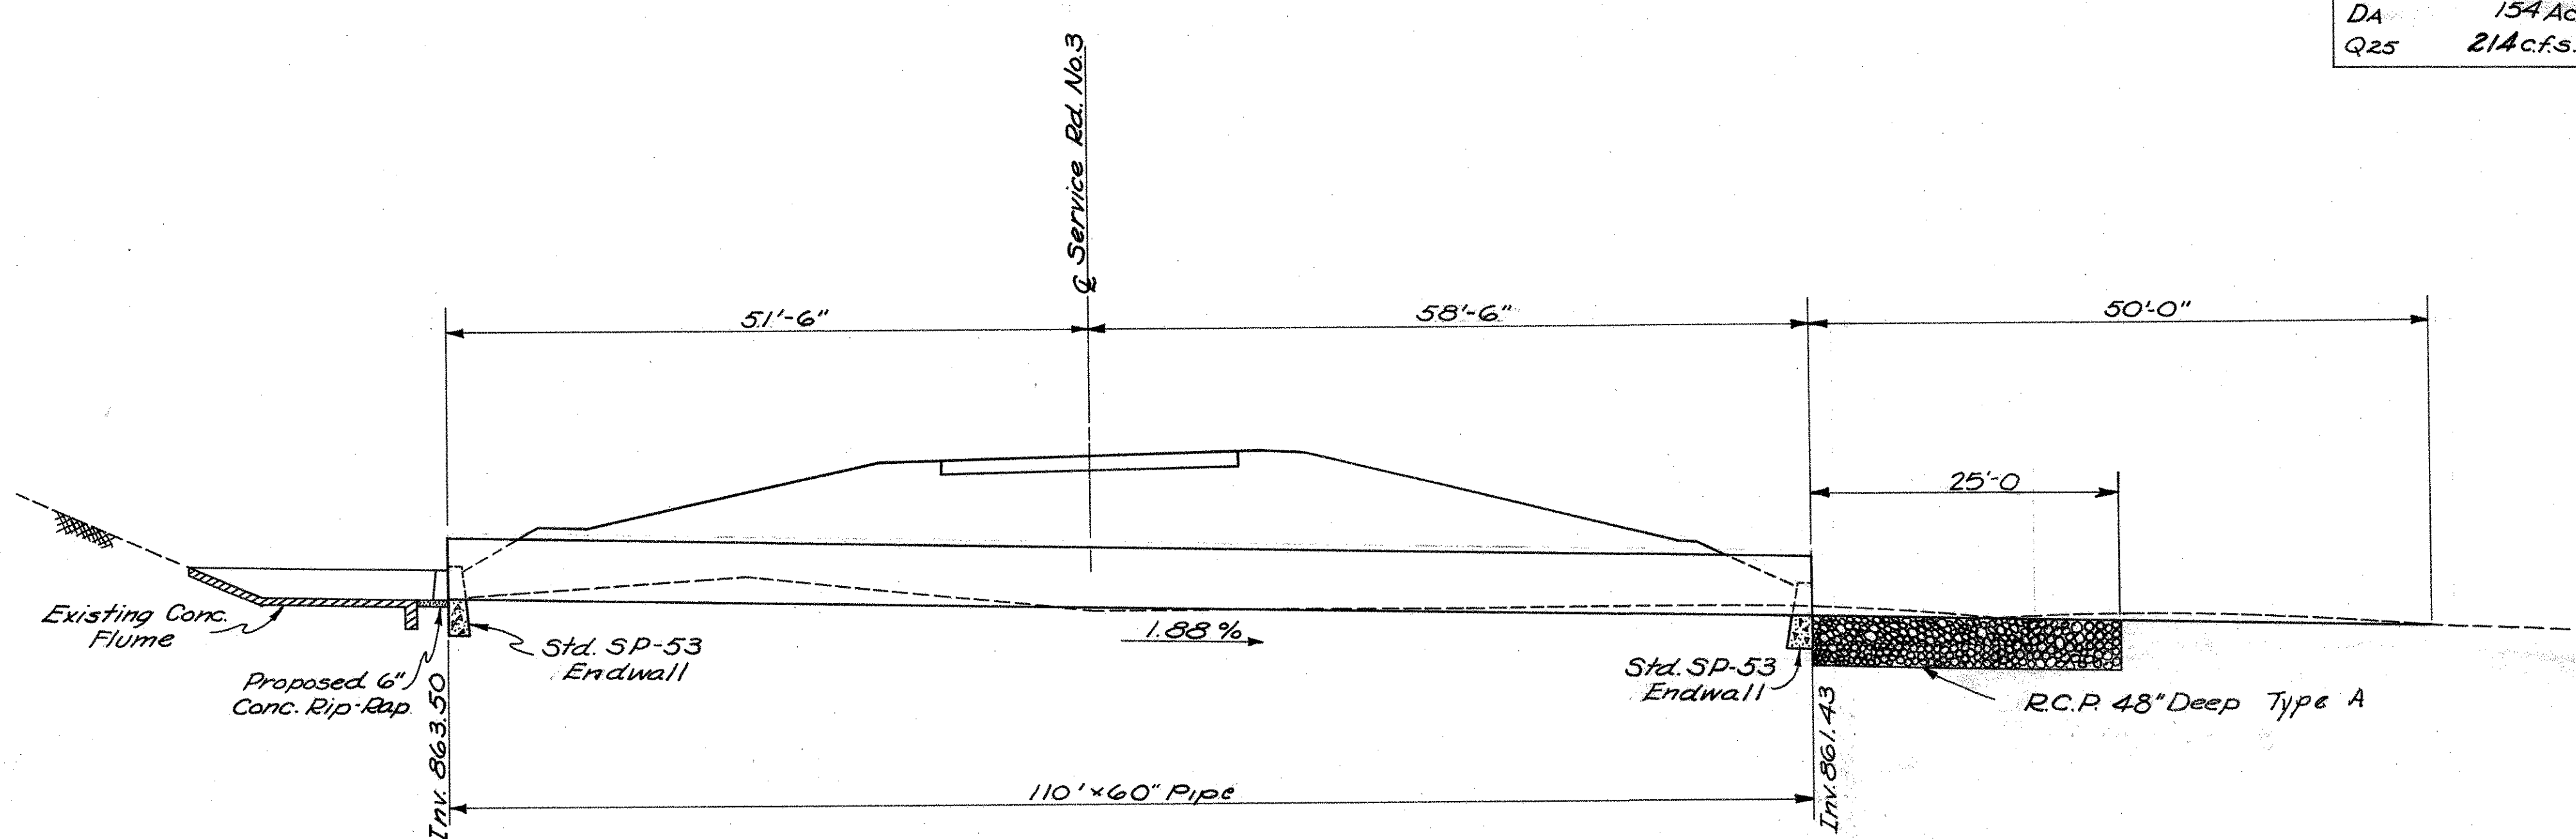 DA 154 Ac
Q25 214 c.f.s.
℄ Service Rd. No.3
51'-6"
58'-6"
50'-0"
25'-0
Existing Conc.
Flume
Proposed 6"
Conc. Rip-Rap
Std. SP-53
Endwall
1.88 %
Std. SP-53
Endwall
R.C.P. 48" Deep Type A
Inv. 863.50
Inv. 861.43
110' × 60" Pipe